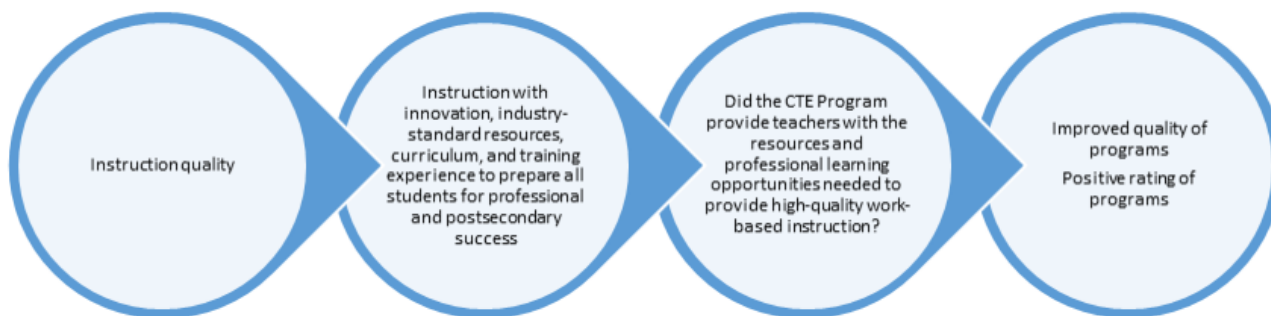 Instruction quality
Instruction with
innovation, industry-
standard resources,
curriculum, and training
experience to prepare all
students for professional
and postsecondary
success
Did the CTE Program
provide teachers with the
resources and
professional learning
opportunities needed to
provide high-quality work-
based instruction?
Improved quality of
programs
Positive rating of
programs